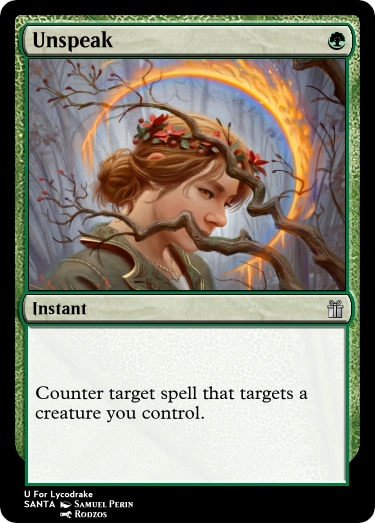 Unspeak
Instant
Counter target spell that targets a
creature you control.
U For Lycodrake
SANTA Samuel Perin
Rodzos